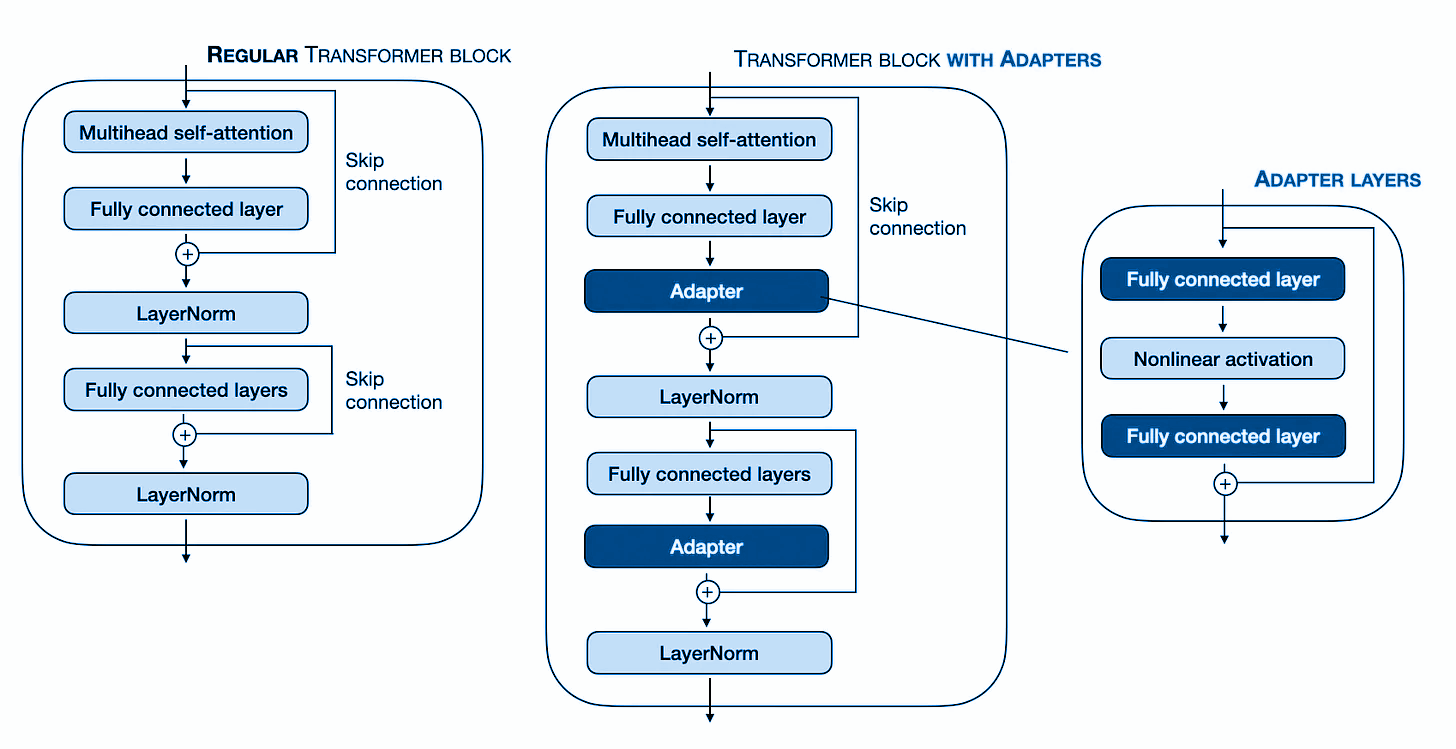 REGULAR TRANSFORMER BLOCK
Multihead self-attention
Skip
connection
Fully connected layer
+
LayerNorm
Fully connected layers
Skip
connection
+
LayerNorm
TRANSFORMER BLOCK WITH ADAPTERS
Multihead self-attention
Fully connected layer
Skip
connection
Adapter
+
LayerNorm
Fully connected layers
Adapter
+
LayerNorm
ADAPTER LAYERS
Fully connected layer
Nonlinear activation
Fully connected layer
+